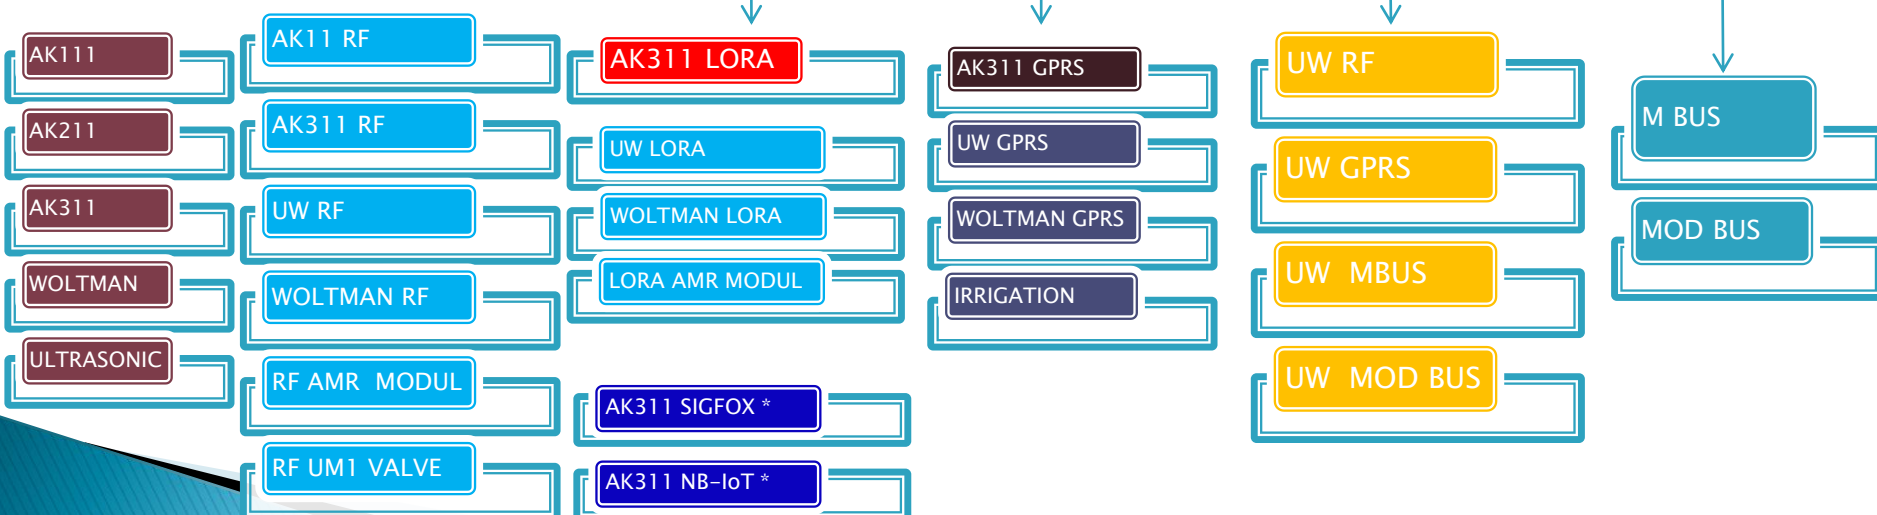 AK111
AK211
AK311
WOLTMAN
ULTRASONIC
AK11 RF
AK311 RF
UW RF
WOLTMAN RF
RF AMR MODUL
RF UM1 VALVE
AK311 LORA
UW LORA
WOLTMAN LORA
LORA AMR MODUL
AK311 SIGFOX *
AK311 NB-IoT *
AK311 GPRS
UW GPRS
WOLTMAN GPRS
IRRIGATION
UW RF
UW GPRS
UW MBUS
UW MOD BUS
M BUS
MOD BUS